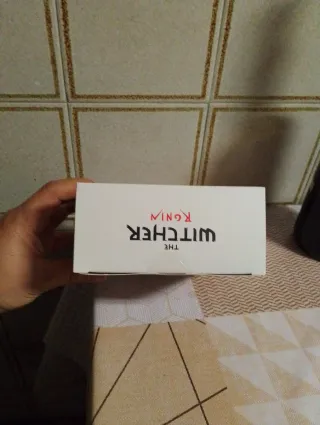 THE
WITCHER
RONIN